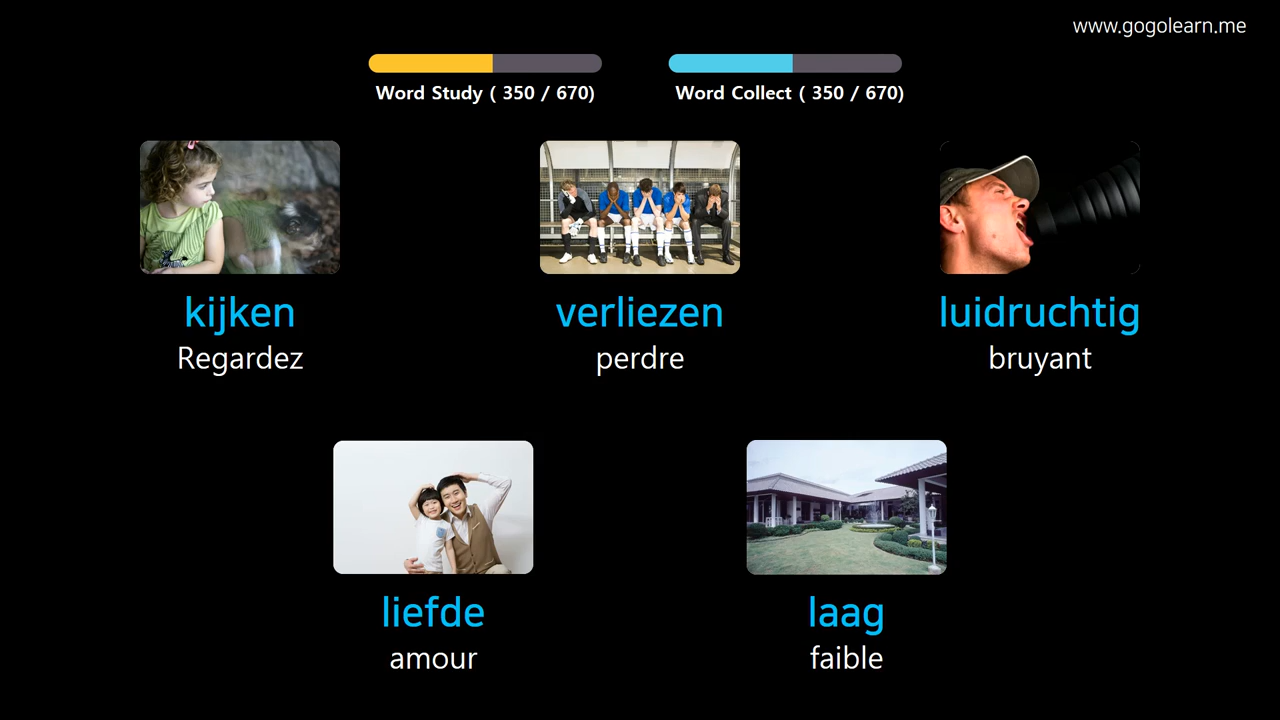 www.gogolearn.me
Word Study ( 350 / 670)
Word Collect ( 350 / 670)
kijken
Regardez
verliezen
perdre
luidruchtig
bruyant
liefde
amour
laag
faible